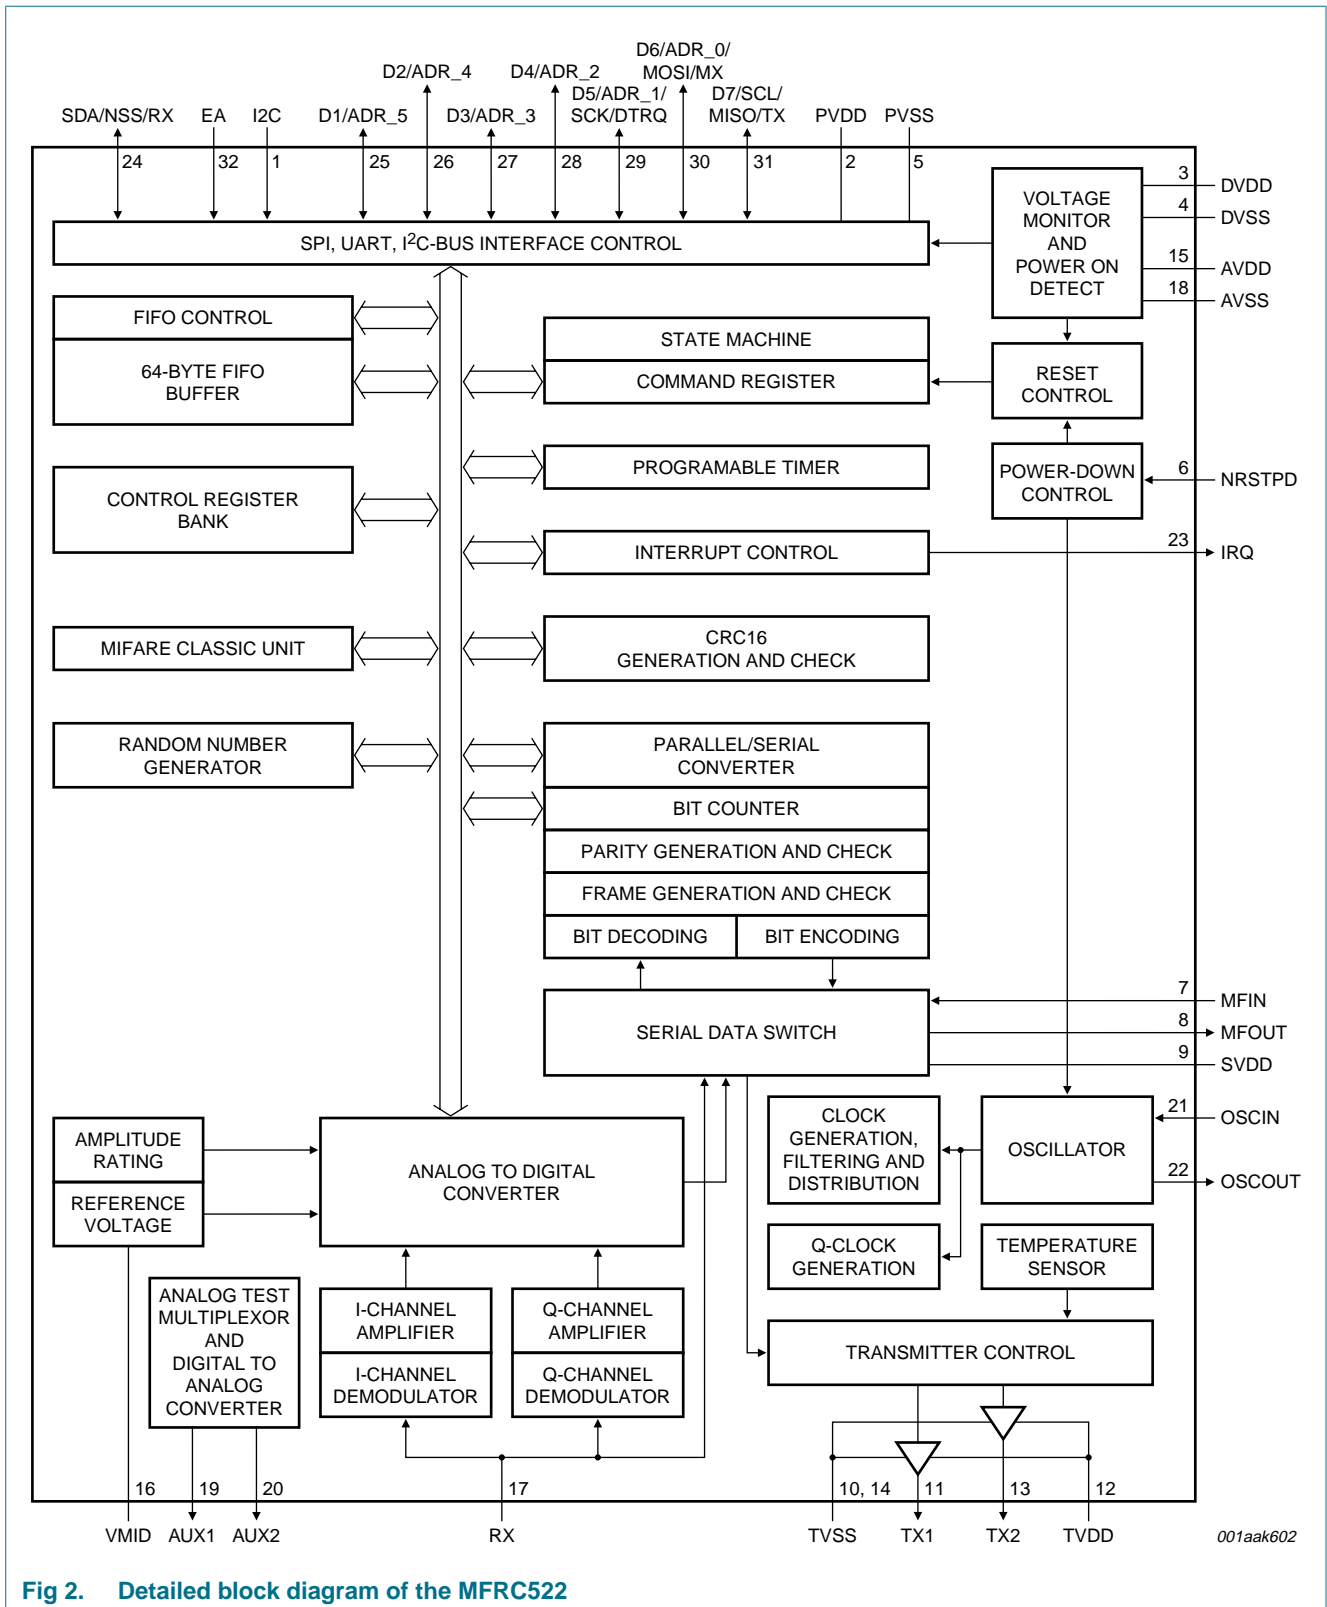 D6/ADR_0/
MOSI/MX
D2/ADR_4
D4/ADR_2
D5/ADR_1/
SCK/DTRQ
D7/SCL/
MISO/TX
SDA/NSS/RX
EA
I2C
D1/ADR_5
D3/ADR_3
PVDD
PVSS
24
32
1
25
26
27
28
29
30
31
2
5
3
DVDD
4
DVSS
15
AVDD
18
AVSS
VOLTAGE
MONITOR
AND
POWER ON
DETECT
SPI, UART, I2C-BUS INTERFACE CONTROL
FIFO CONTROL
64-BYTE FIFO
BUFFER
STATE MACHINE
COMMAND REGISTER
RESET
CONTROL
CONTROL REGISTER
BANK
PROGRAMABLE TIMER
POWER-DOWN
CONTROL
6
NRSTPD
INTERRUPT CONTROL
23
IRQ
MIFARE CLASSIC UNIT
CRC16
GENERATION AND CHECK
RANDOM NUMBER
GENERATOR
PARALLEL/SERIAL
CONVERTER
BIT COUNTER
PARITY GENERATION AND CHECK
FRAME GENERATION AND CHECK
BIT DECODING
BIT ENCODING
SERIAL DATA SWITCH
7
MFIN
8
MFOUT
9
SVDD
AMPLITUDE
RATING
REFERENCE
VOLTAGE
ANALOG TO DIGITAL
CONVERTER
CLOCK
GENERATION,
FILTERING AND
DISTRIBUTION
OSCILLATOR
21
OSCIN
22
OSCOUT
Q-CLOCK
GENERATION
TEMPERATURE
SENSOR
ANALOG TEST
MULTIPLEXOR
AND
DIGITAL TO
ANALOG
CONVERTER
I-CHANNEL
AMPLIFIER
I-CHANNEL
DEMODULATOR
Q-CHANNEL
AMPLIFIER
Q-CHANNEL
DEMODULATOR
TRANSMITTER CONTROL
16
19
20
17
10, 14
11
13
12
VMID
AUX1
AUX2
RX
TVSS
TX1
TX2
TVDD
001aak602
Fig 2. Detailed block diagram of the MFRC522